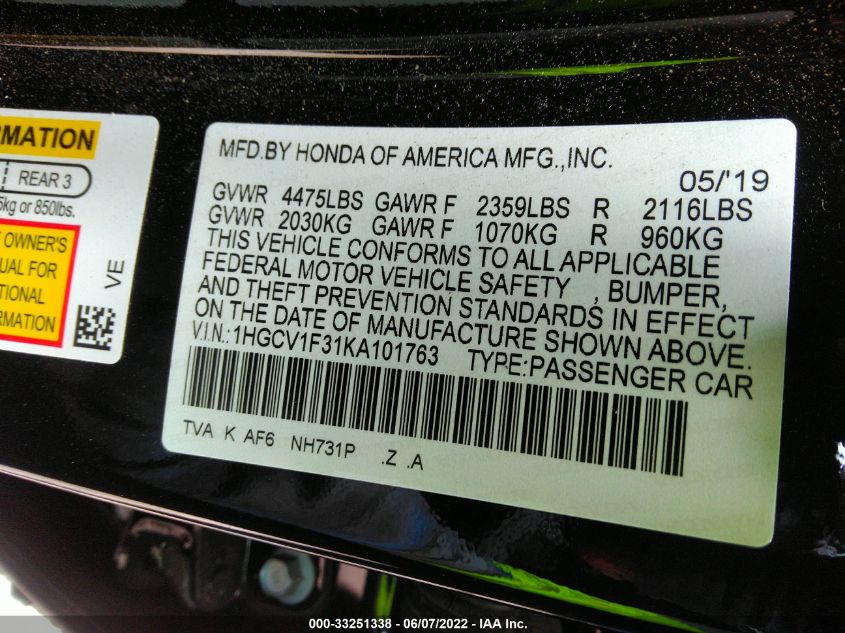 RMATION
REAR 3
5kg or 850lbs.
OWNER'S
UAL FOR
TIONAL
RMATION
VE
MFD.BY HONDA OF AMERICA MFG.,INC.
05/'19
GVWR 4475LBS GAWR F 2359LBS R 2116LBS
GVWR 2030KG GAWR F 1070KG R 960KG
THIS VEHICLE CONFORMS TO ALL APPLICABLE
FEDERAL MOTOR VEHICLE SAFETY , BUMPER,
AND THEFT PREVENTION STANDARDS IN EFFECT
ON THE DATE OF MANUFACTURE SHOWN ABOVE.
V.I.N.:1HGCV1F31KA101763 TYPE:PASSENGER CAR
TVA K AF6 NH731P .Z .A
000-33251338 | 06/07/2022 - IAA Inc.